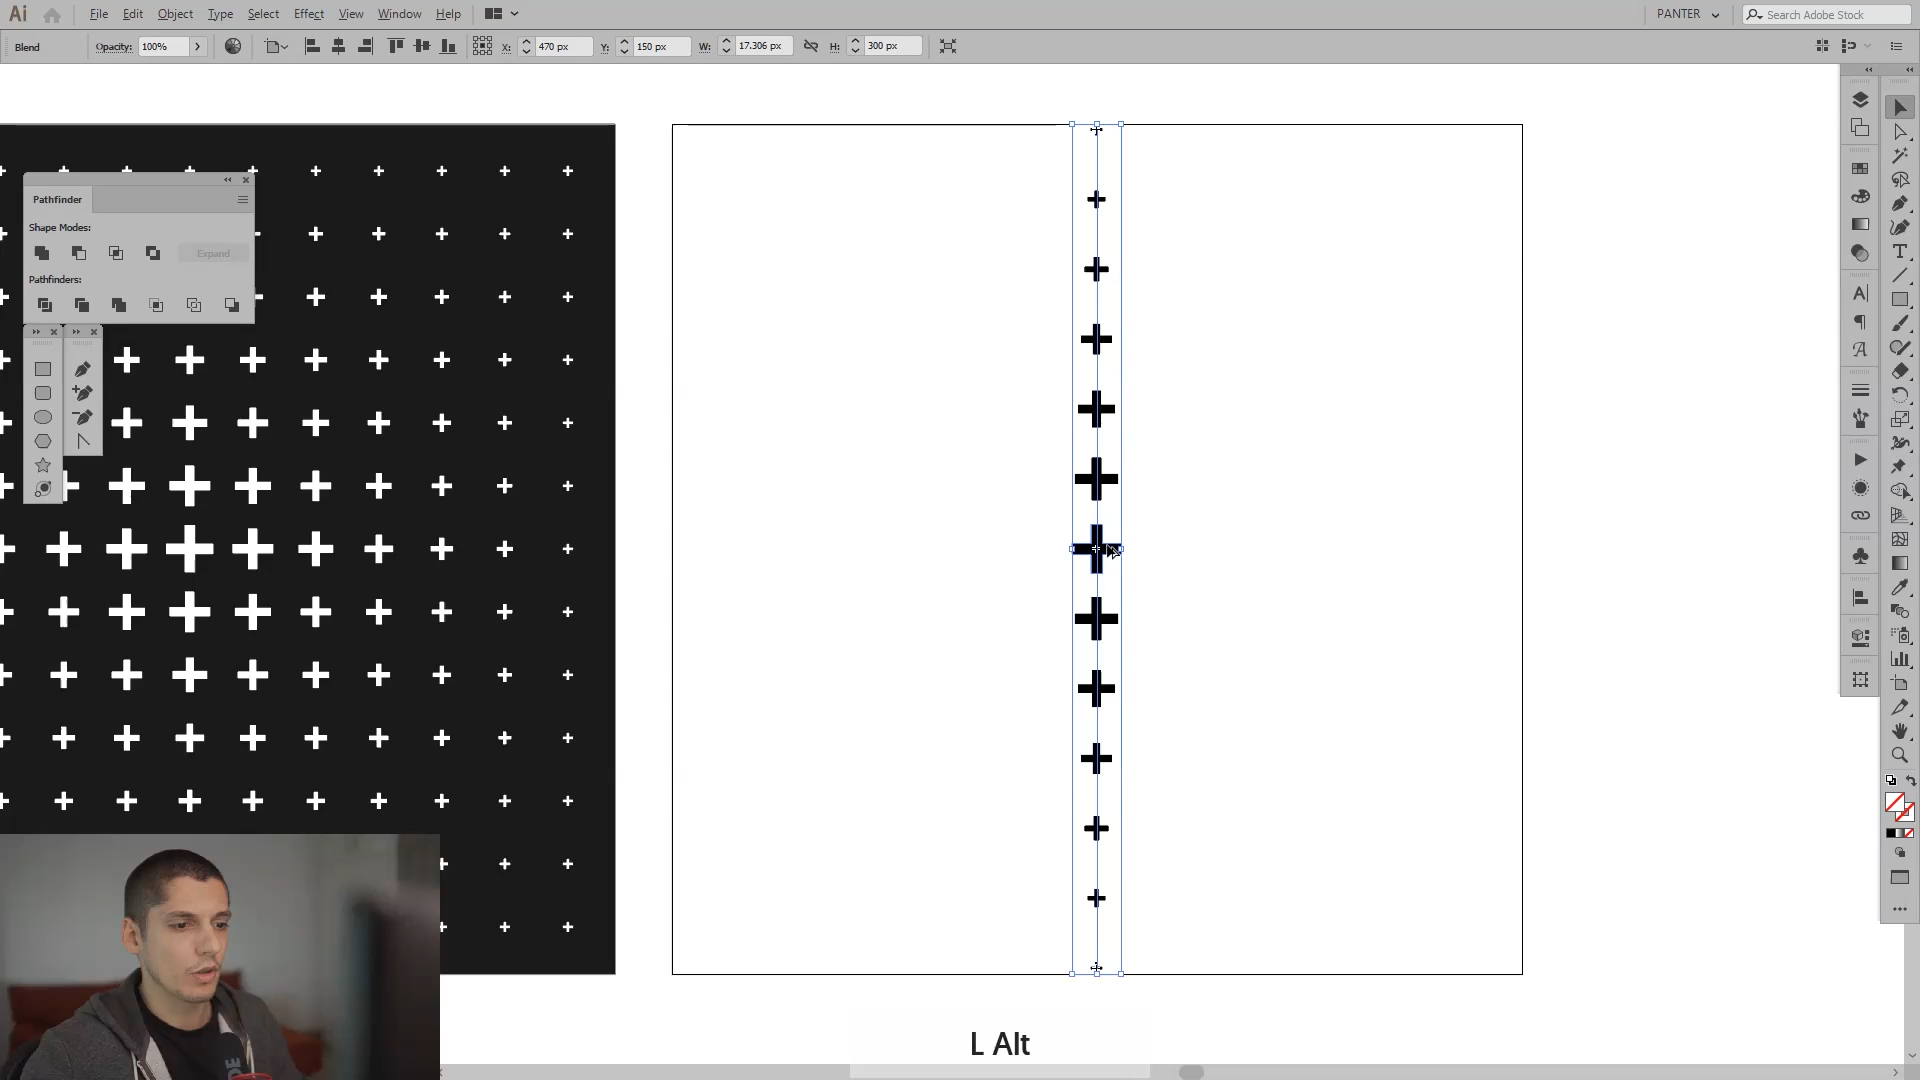 Ai File Edit Object Type Select Effect View Window Help PANTER Search Adobe Stock
Blend Opacity: 100% X: 470 px Y: 150 px W: 17.306 px H: 300 px
Pathfinder
Shape Modes:
Expand
Pathfinders:
L Alt